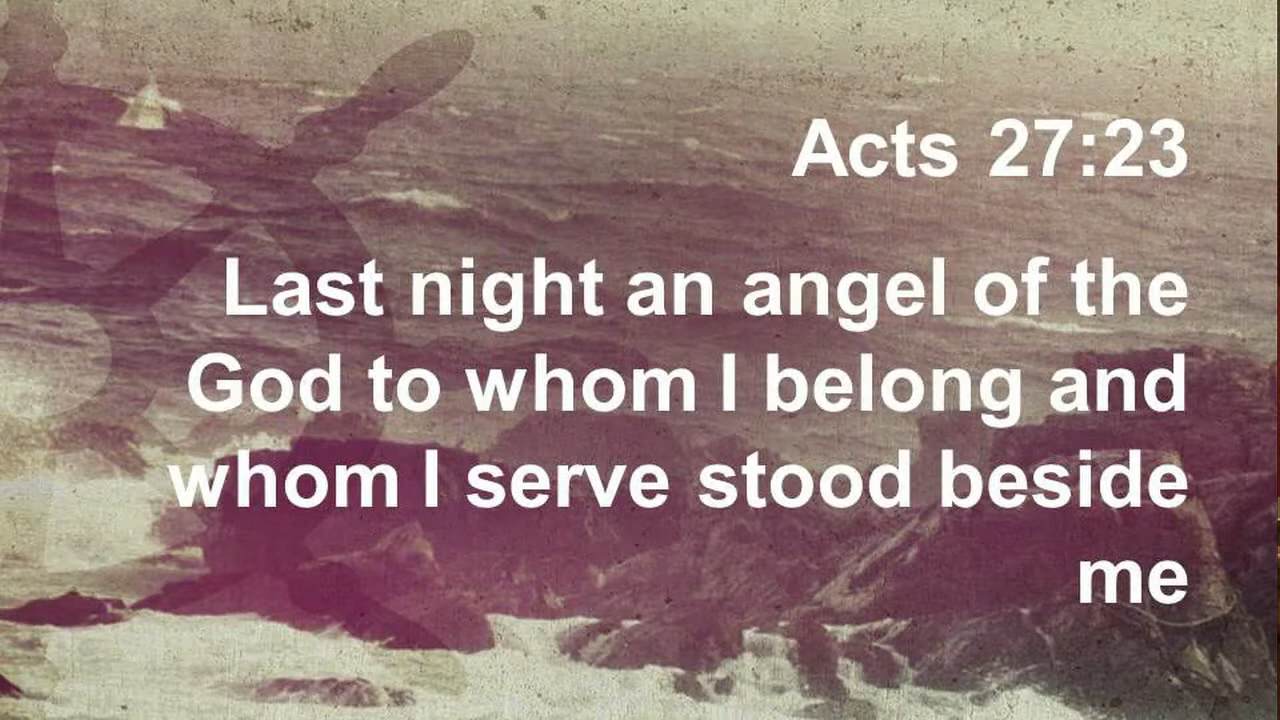 Acts 27:23
Last night an angel of the
God to whom I belong and
whom I serve stood beside
me